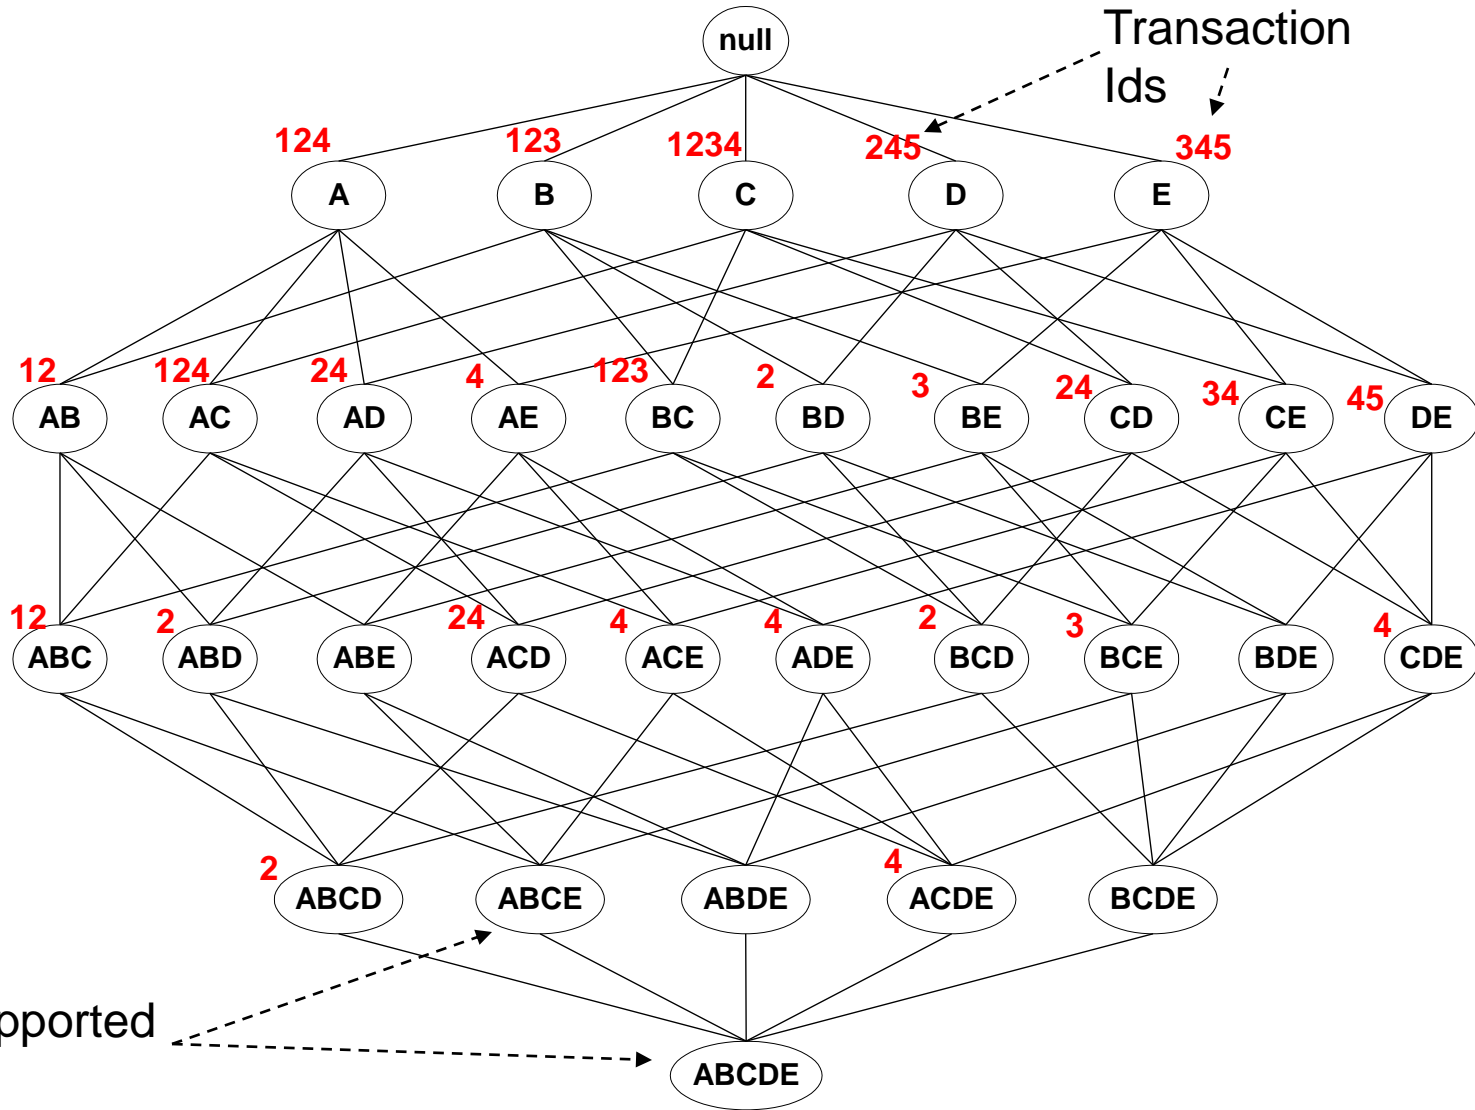 null
Transaction
Ids
124 123 1234 245 345
A B C D E
12 124 24 4 123 2 3 24 34 45
AB AC AD AE BC BD BE CD CE DE
12 2 24 4 4 2 3 4
ABC ABD ABE ACD ACE ADE BCD BCE BDE CDE
2 4
ABCD ABCE ABDE ACDE BCDE
pported
ABCDE